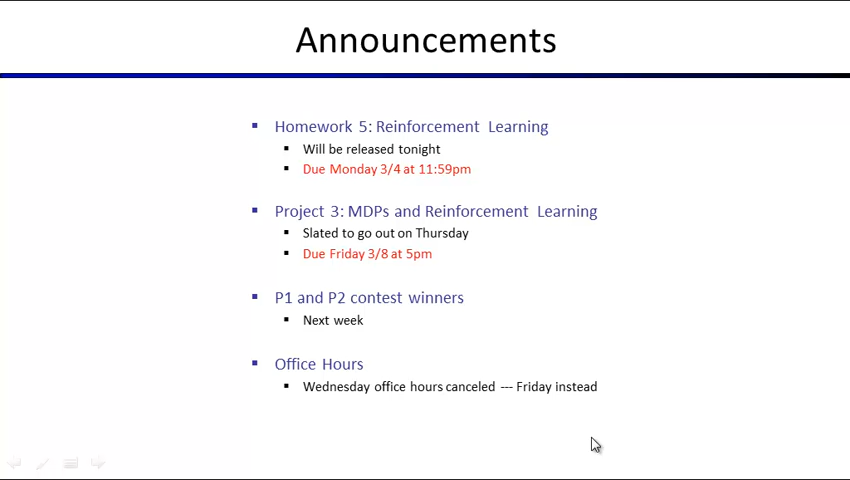 Announcements
Homework 5: Reinforcement Learning
Will be released tonight
Due Monday 3/4 at 11:59pm
Project 3: MDPs and Reinforcement Learning
Slated to go out on Thursday
Due Friday 3/8 at 5pm
P1 and P2 contest winners
Next week
Office Hours
Wednesday office hours canceled --- Friday instead